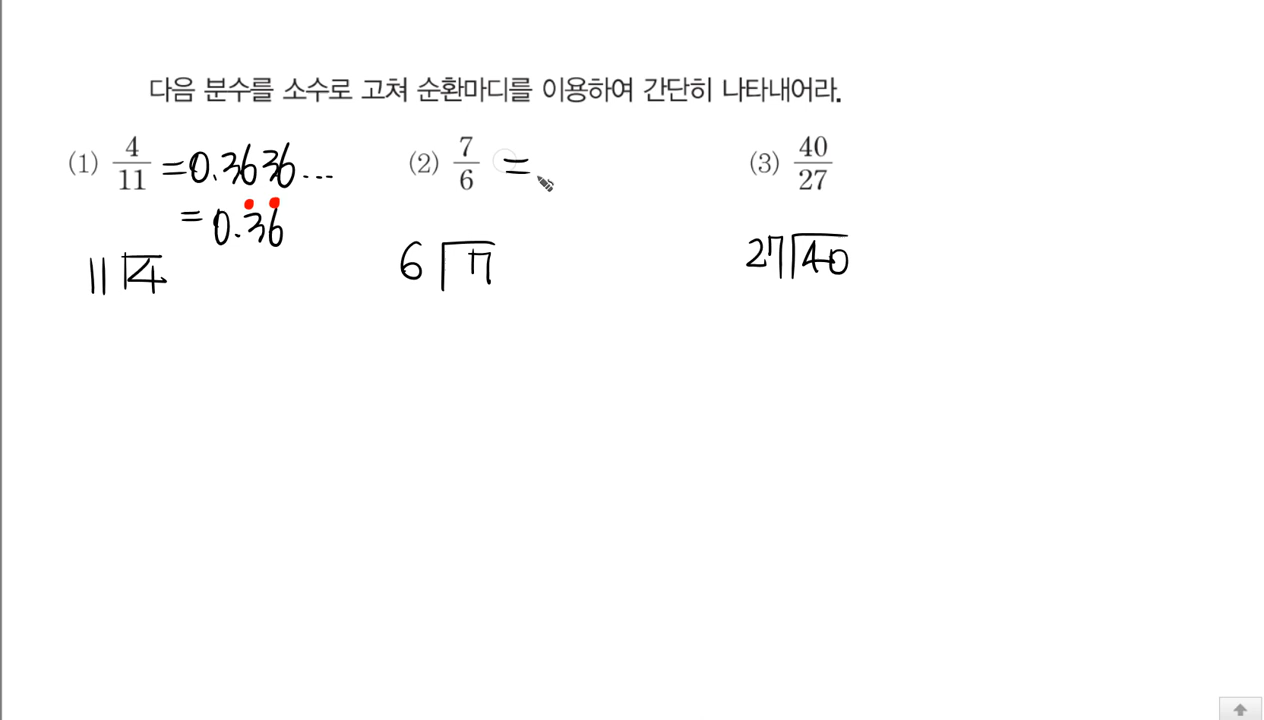 다음 분수를 소수로 고쳐 순환마디를 이용하여 간단히 나타내어라.
(1) 4/11 =0.3636... (2) 7/6 = (3) 40/27
= 0.3̇6̇
11 4 6 7 27 40